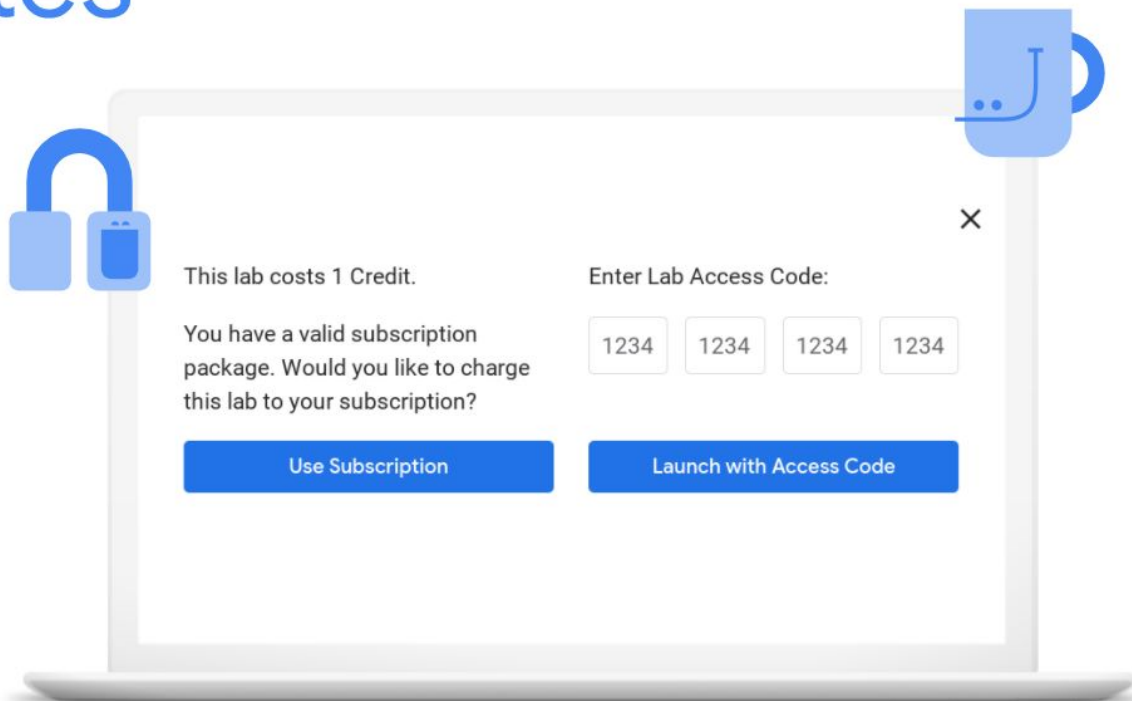 This lab costs 1 Credit.
You have a valid subscription
package. Would you like to charge
this lab to your subscription?
Use Subscription
Enter Lab Access Code:
1234 1234 1234 1234
Launch with Access Code